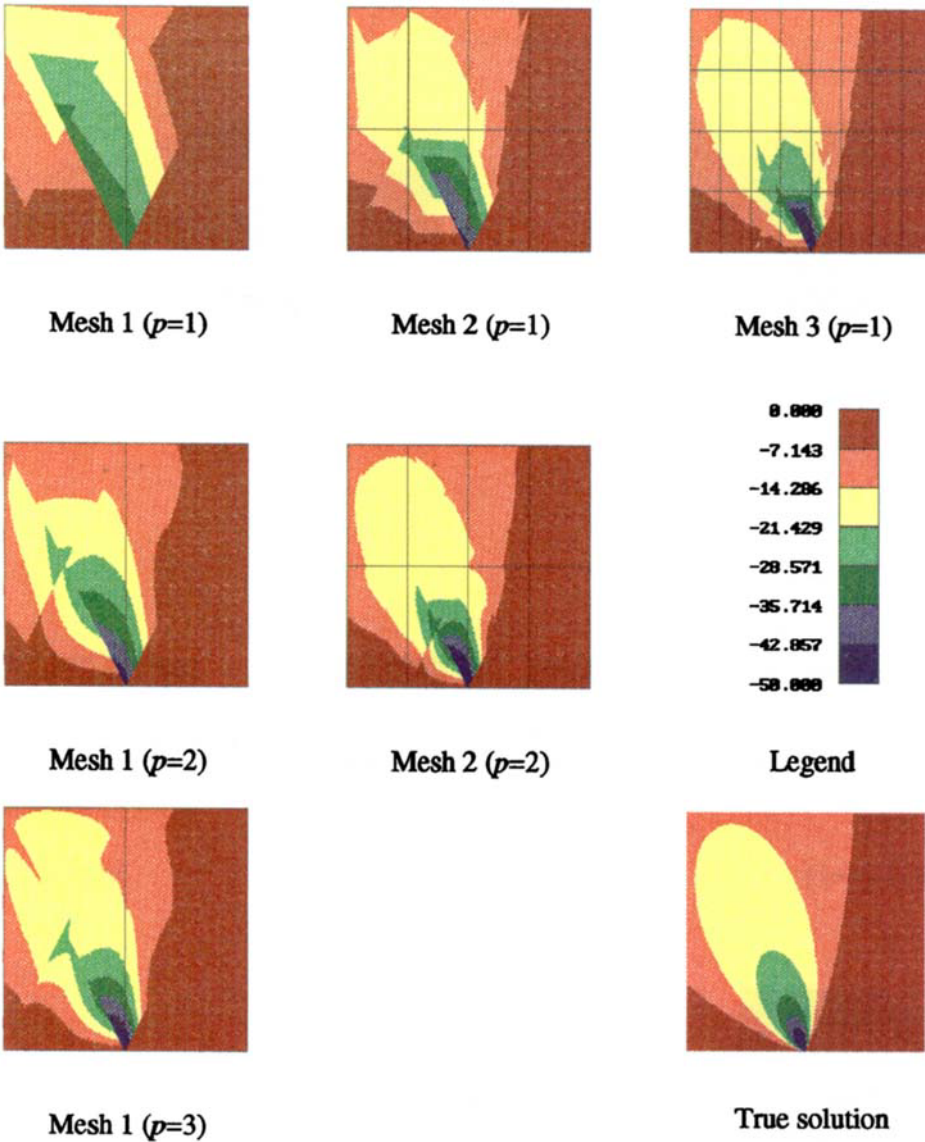 Mesh 1 (p=1)
Mesh 2 (p=1)
Mesh 3 (p=1)
0.000
-7.143
-14.286
-21.429
-28.571
-35.714
-42.857
-50.000
Mesh 1 (p=2)
Mesh 2 (p=2)
Legend
Mesh 1 (p=3)
True solution